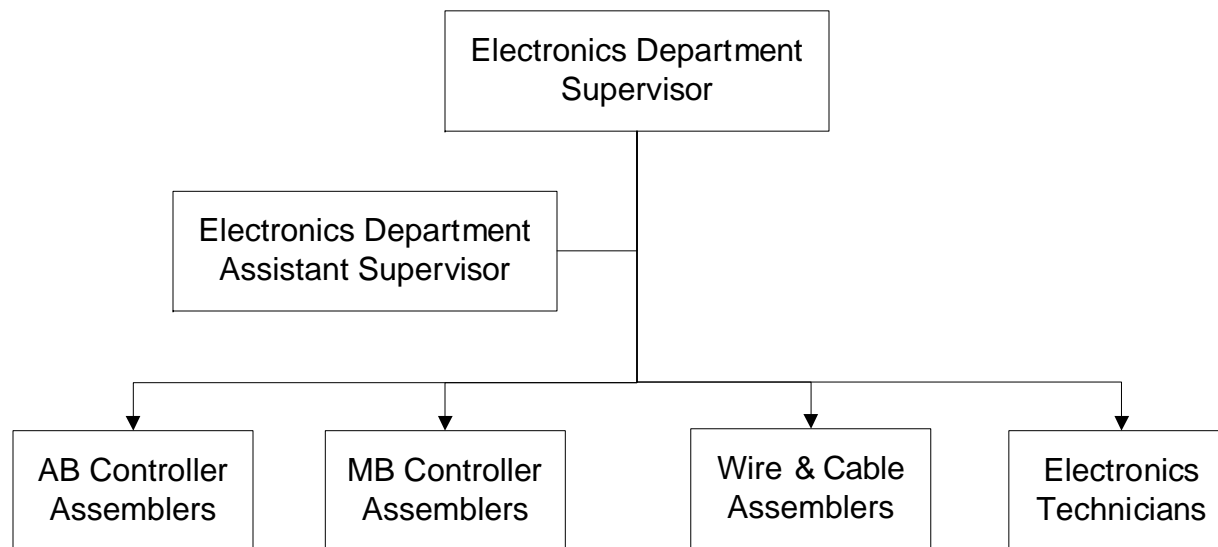 Electronics Department
Supervisor
Electronics Department
Assistant Supervisor
AB Controller
Assemblers
MB Controller
Assemblers
Wire & Cable
Assemblers
Electronics
Technicians